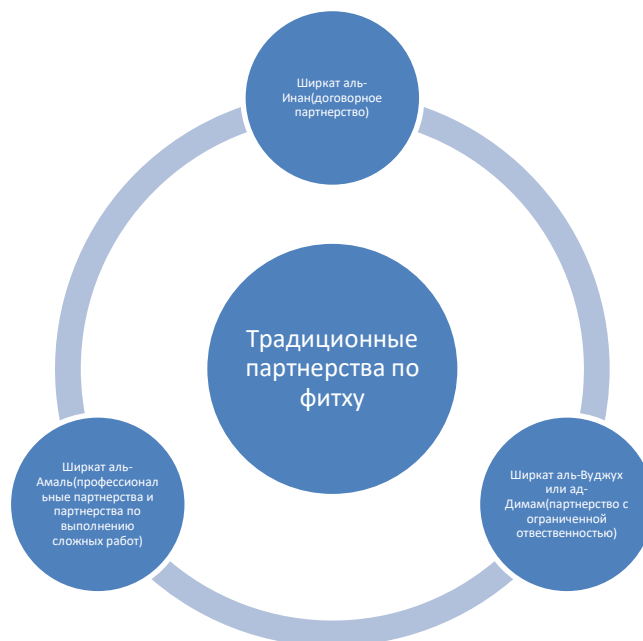 Ширкат аль-
Инан(договорное
партнерство)
Традиционные
партнерства по
фитху
Ширкат аль-
Амаль(профессионал
ьные партнерства и
партнерства по
выполнению
сложных работ)
Ширкат аль-Вуджух
или ад-
Димам(партнерство с
ограниченной
отвественностью)